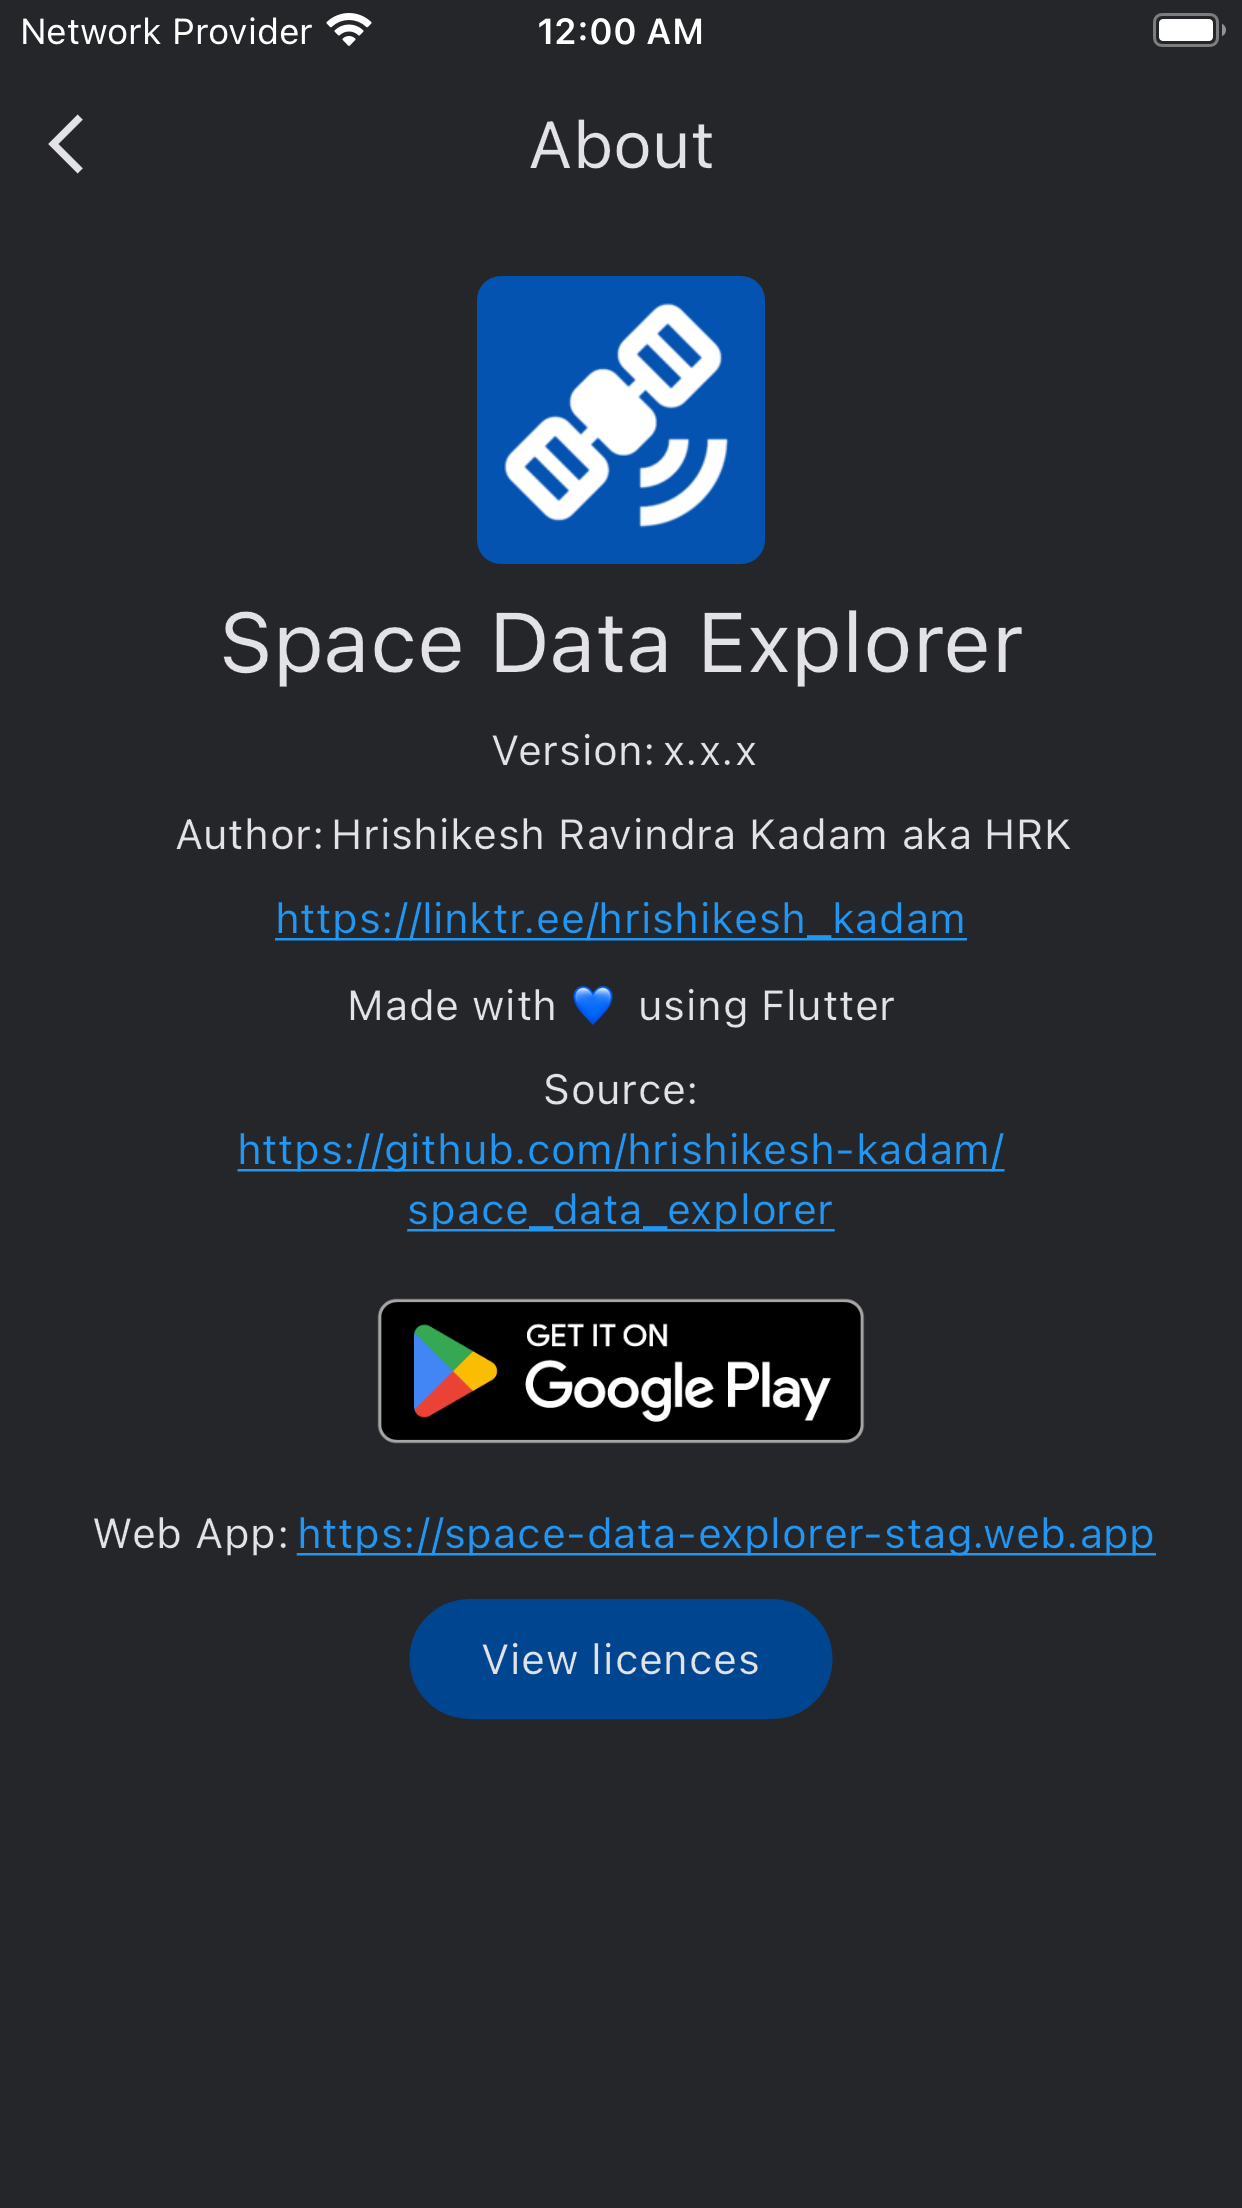 Network Provider 12:00 AM
About
Space Data Explorer
Version: x.x.x
Author: Hrishikesh Ravindra Kadam aka HRK
https://linktr.ee/hrishikesh_kadam
Made with 💙 using Flutter
Source:
https://github.com/hrishikesh-kadam/
space_data_explorer
GET IT ON
Google Play
Web App: https://space-data-explorer-stag.web.app
View licences